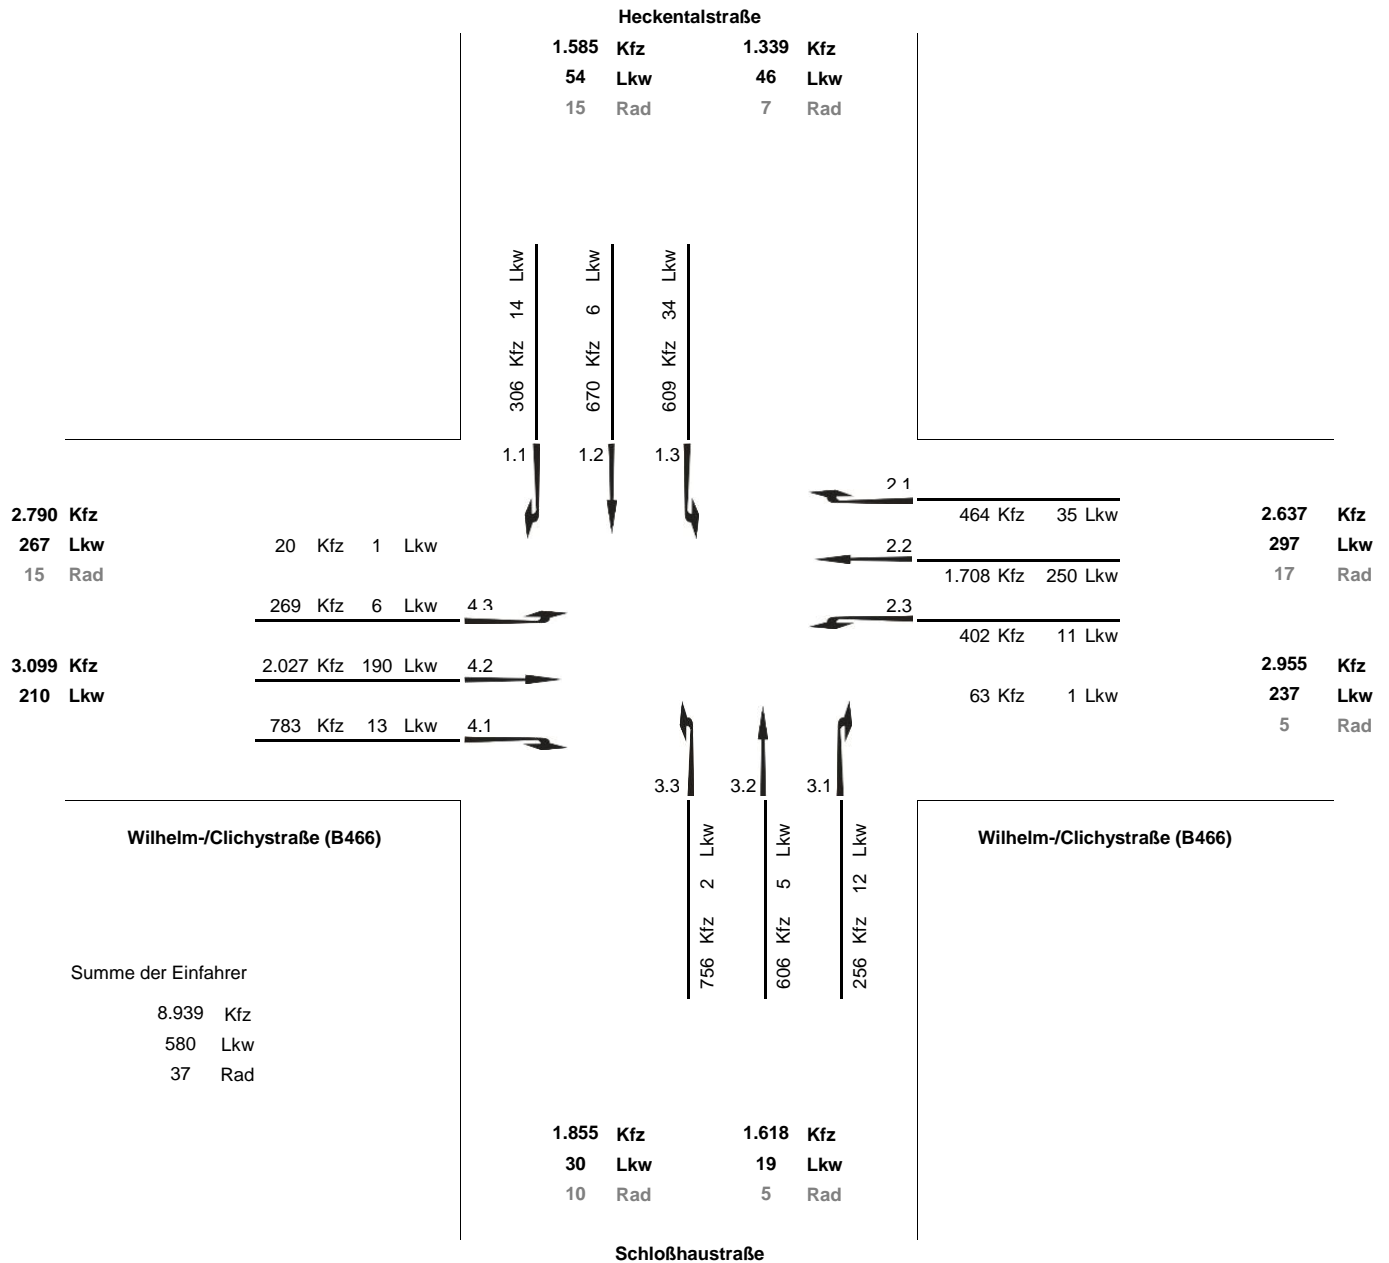 Heckentalstraße
1.585 Kfz 1.339 Kfz
54 Lkw 46 Lkw
15 Rad 7 Rad
306 Kfz 14 Lkw
670 Kfz 6 Lkw
609 Kfz 34 Lkw
1.1 1.2 1.3
2.790 Kfz
267 Lkw
15 Rad
20 Kfz 1 Lkw
269 Kfz 6 Lkw 4.3
3.099 Kfz
210 Lkw
2.027 Kfz 190 Lkw 4.2
783 Kfz 13 Lkw 4.1
2.1
464 Kfz 35 Lkw
2.2
1.708 Kfz 250 Lkw
2.3
402 Kfz 11 Lkw
63 Kfz 1 Lkw
2.637 Kfz
297 Lkw
17 Rad
2.955 Kfz
237 Lkw
5 Rad
3.3 3.2 3.1
756 Kfz 2 Lkw
606 Kfz 5 Lkw
256 Kfz 12 Lkw
Wilhelm-/Clichystraße (B466)
Wilhelm-/Clichystraße (B466)
Summe der Einfahrer
8.939 Kfz
580 Lkw
37 Rad
1.855 Kfz 1.618 Kfz
30 Lkw 19 Lkw
10 Rad 5 Rad
Schloßhaustraße